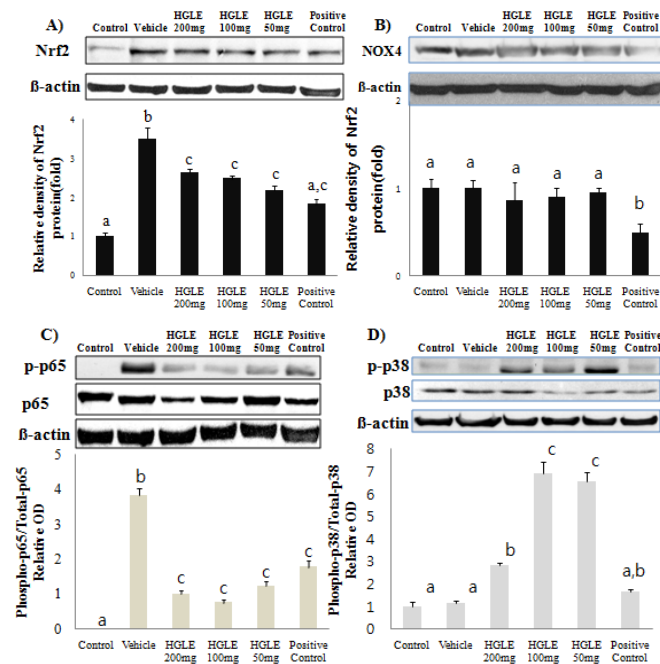 A)
Control Vehicle HGLE 200mg HGLE 100mg HGLE 50mg Positive Control
Nrf2
ß-actin
Relative density of Nrf2 protein(fold)
5
4
3
2
1
0
a b c c c a,c
Control Vehicle HGLE 200mg HGLE 100mg HGLE 50mg Positive Control
B)
Control Vehicle HGLE 200mg HGLE 100mg HGLE 50mg Positive Control
NOX4
ß-actin
Relative density of Nrf2 protein(fold)
2
1
0
a a a a a b
Control Vehicle HGLE 200mg HGLE 100mg HGLE 50mg Positive Control
C)
Control Vehicle HGLE 200mg HGLE 100mg HGLE 50mg Positive Control
p-p65
p65
ß-actin
Phospho-p65/Total-p65 Relative OD
5
4
3
2
1
0
a b c c c c
Control Vehicle HGLE 200mg HGLE 100mg HGLE 50mg Positive Control
D)
Control Vehicle HGLE 200mg HGLE 100mg HGLE 50mg Positive Control
p-p38
p38
ß-actin
Phospho-p38/Total-p38 Relative OD
8
7
6
5
4
3
2
1
0
a a b c c a,b
Control Vehicle HGLE 200mg HGLE 100mg HGLE 50mg Positive Control